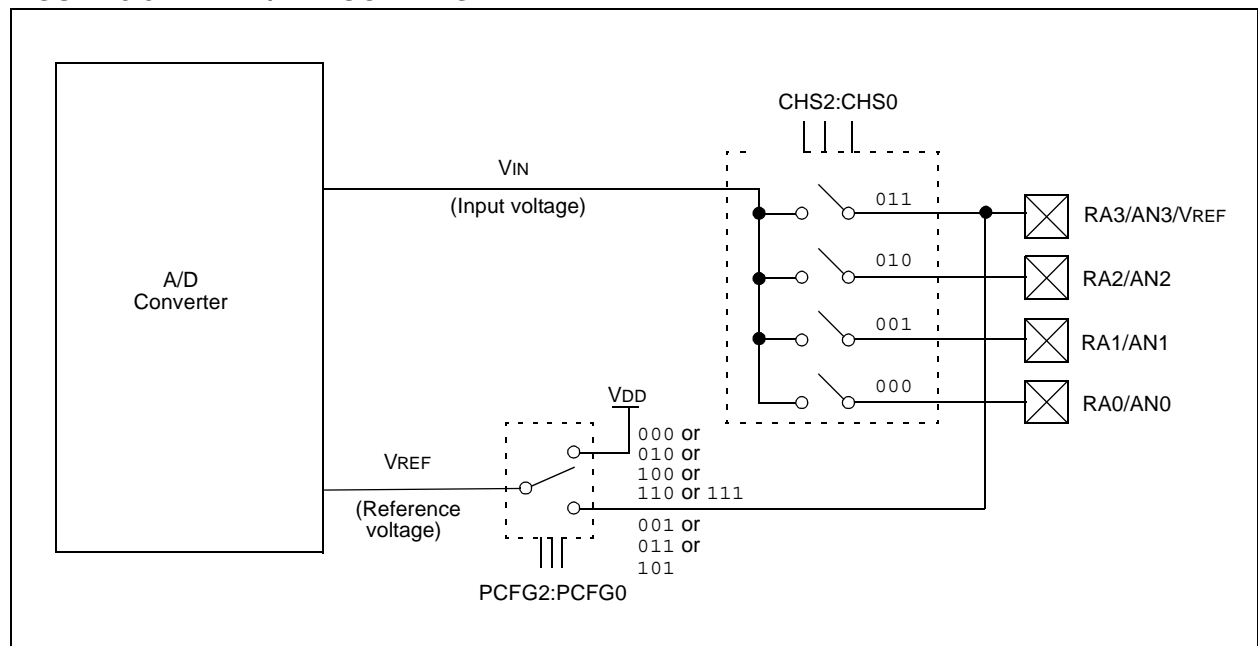 CHS2:CHS0
VIN
(Input voltage)
011
RA3/AN3/VREF
010
RA2/AN2
A/D
Converter
001
RA1/AN1
000
RA0/AN0
VDD
000 or
010 or
100 or
110 or 111
VREF
(Reference
voltage)
001 or
011 or
101
PCFG2:PCFG0